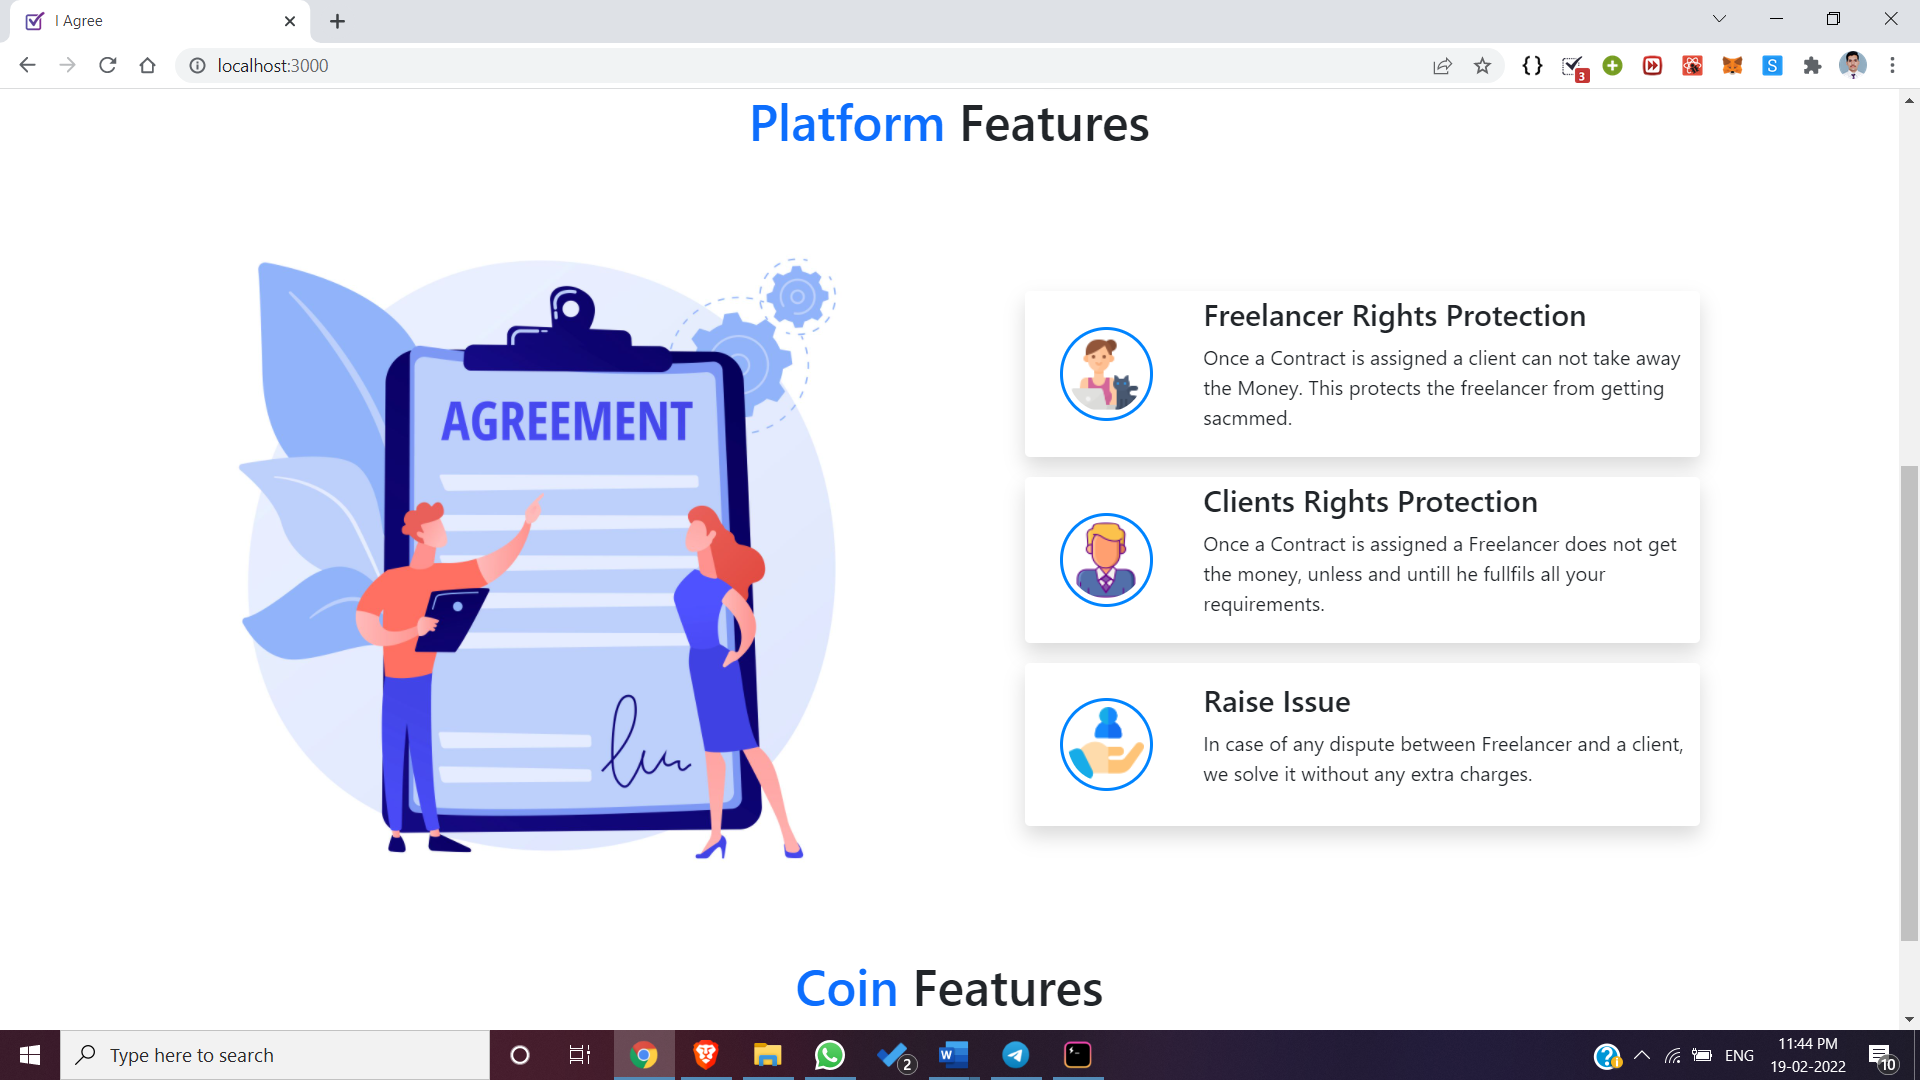 I Agree
localhost:3000
3
S
Platform Features
AGREEMENT
Freelancer Rights Protection
Once a Contract is assigned a client can not take away
the Money. This protects the freelancer from getting
sacmmed.
Clients Rights Protection
Once a Contract is assigned a Freelancer does not get
the money, unless and untill he fullfils all your
requirements.
Raise Issue
In case of any dispute between Freelancer and a client,
we solve it without any extra charges.
Coin Features
Type here to search
2
W
ENG
11:44 PM
19-02-2022
10